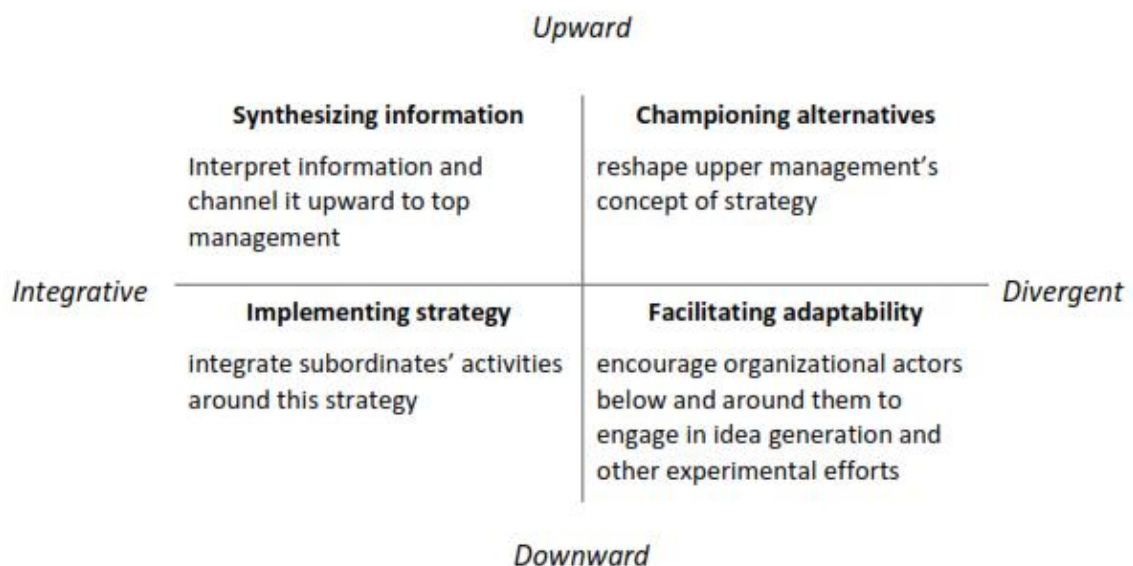 Upward
Synthesizing information
Interpret information and
channel it upward to top
management
Championing alternatives
reshape upper management’s
concept of strategy
Integrative
Divergent
Implementing strategy
integrate subordinates’ activities
around this strategy
Facilitating adaptability
encourage organizational actors
below and around them to
engage in idea generation and
other experimental efforts
Downward